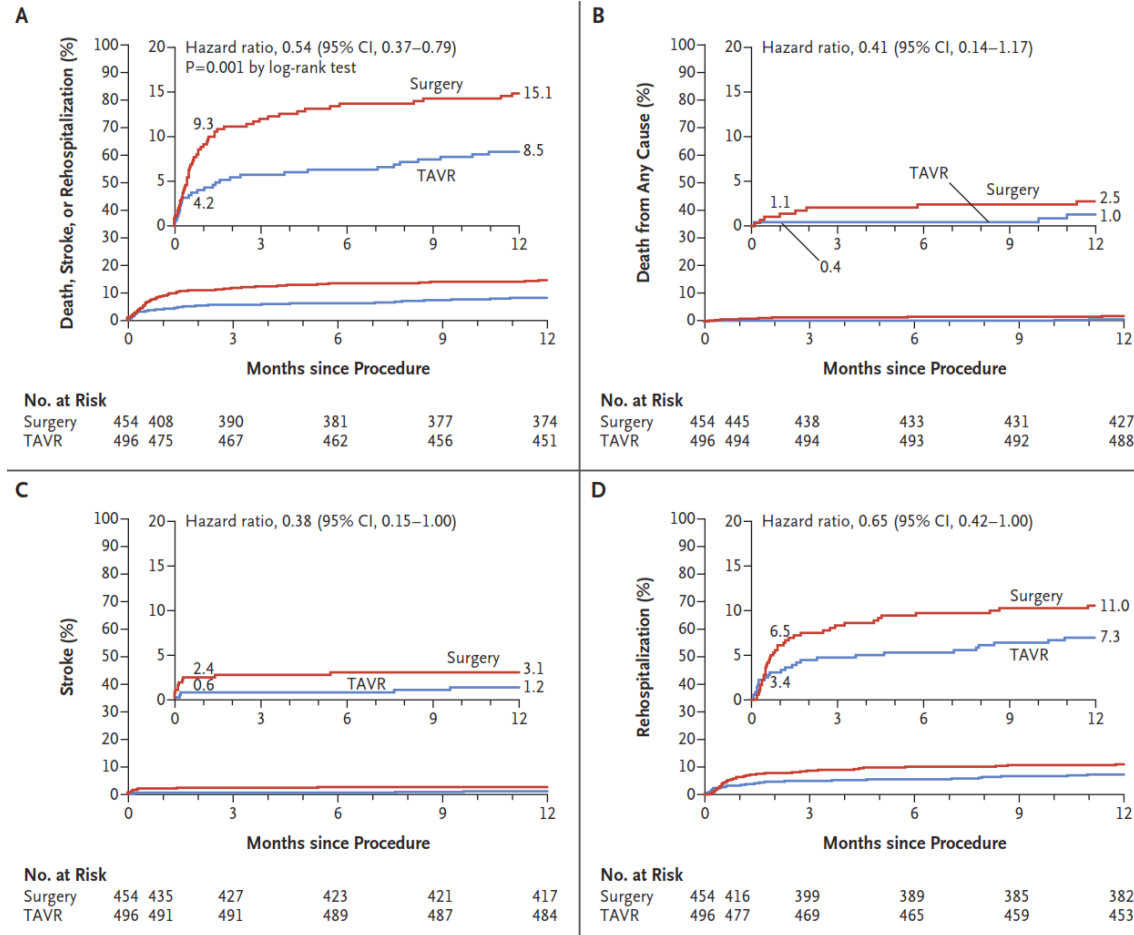 A
Death, Stroke, or Rehospitalization (%)
100
90
80
70
60
50
40
30
20
10
0
20
15
10
5
0
Hazard ratio, 0.54 (95% CI, 0.37–0.79)
P=0.001 by log-rank test
Surgery
15.1
9.3
8.5
TAVR
4.2
0 3 6 9 12
0 3 6 9 12
Months since Procedure
No. at Risk
Surgery 454 408 390 381 377 374
TAVR 496 475 467 462 456 451
B
Death from Any Cause (%)
100
90
80
70
60
50
40
30
20
10
0
20
15
10
5
0
Hazard ratio, 0.41 (95% CI, 0.14–1.17)
TAVR
Surgery
1.1
2.5
1.0
0.4
0 3 6 9 12
0 3 6 9 12
Months since Procedure
No. at Risk
Surgery 454 445 438 433 431 427
TAVR 496 494 494 493 492 488
C
Stroke (%)
100
90
80
70
60
50
40
30
20
10
0
20
15
10
5
0
Hazard ratio, 0.38 (95% CI, 0.15–1.00)
Surgery
2.4
3.1
0.6
TAVR
1.2
0 3 6 9 12
0 3 6 9 12
Months since Procedure
No. at Risk
Surgery 454 435 427 423 421 417
TAVR 496 491 491 489 487 484
D
Rehospitalization (%)
100
90
80
70
60
50
40
30
20
10
0
20
15
10
5
0
Hazard ratio, 0.65 (95% CI, 0.42–1.00)
Surgery
11.0
6.5
7.3
TAVR
3.4
0 3 6 9 12
0 3 6 9 12
Months since Procedure
No. at Risk
Surgery 454 416 399 389 385 382
TAVR 496 477 469 465 459 453